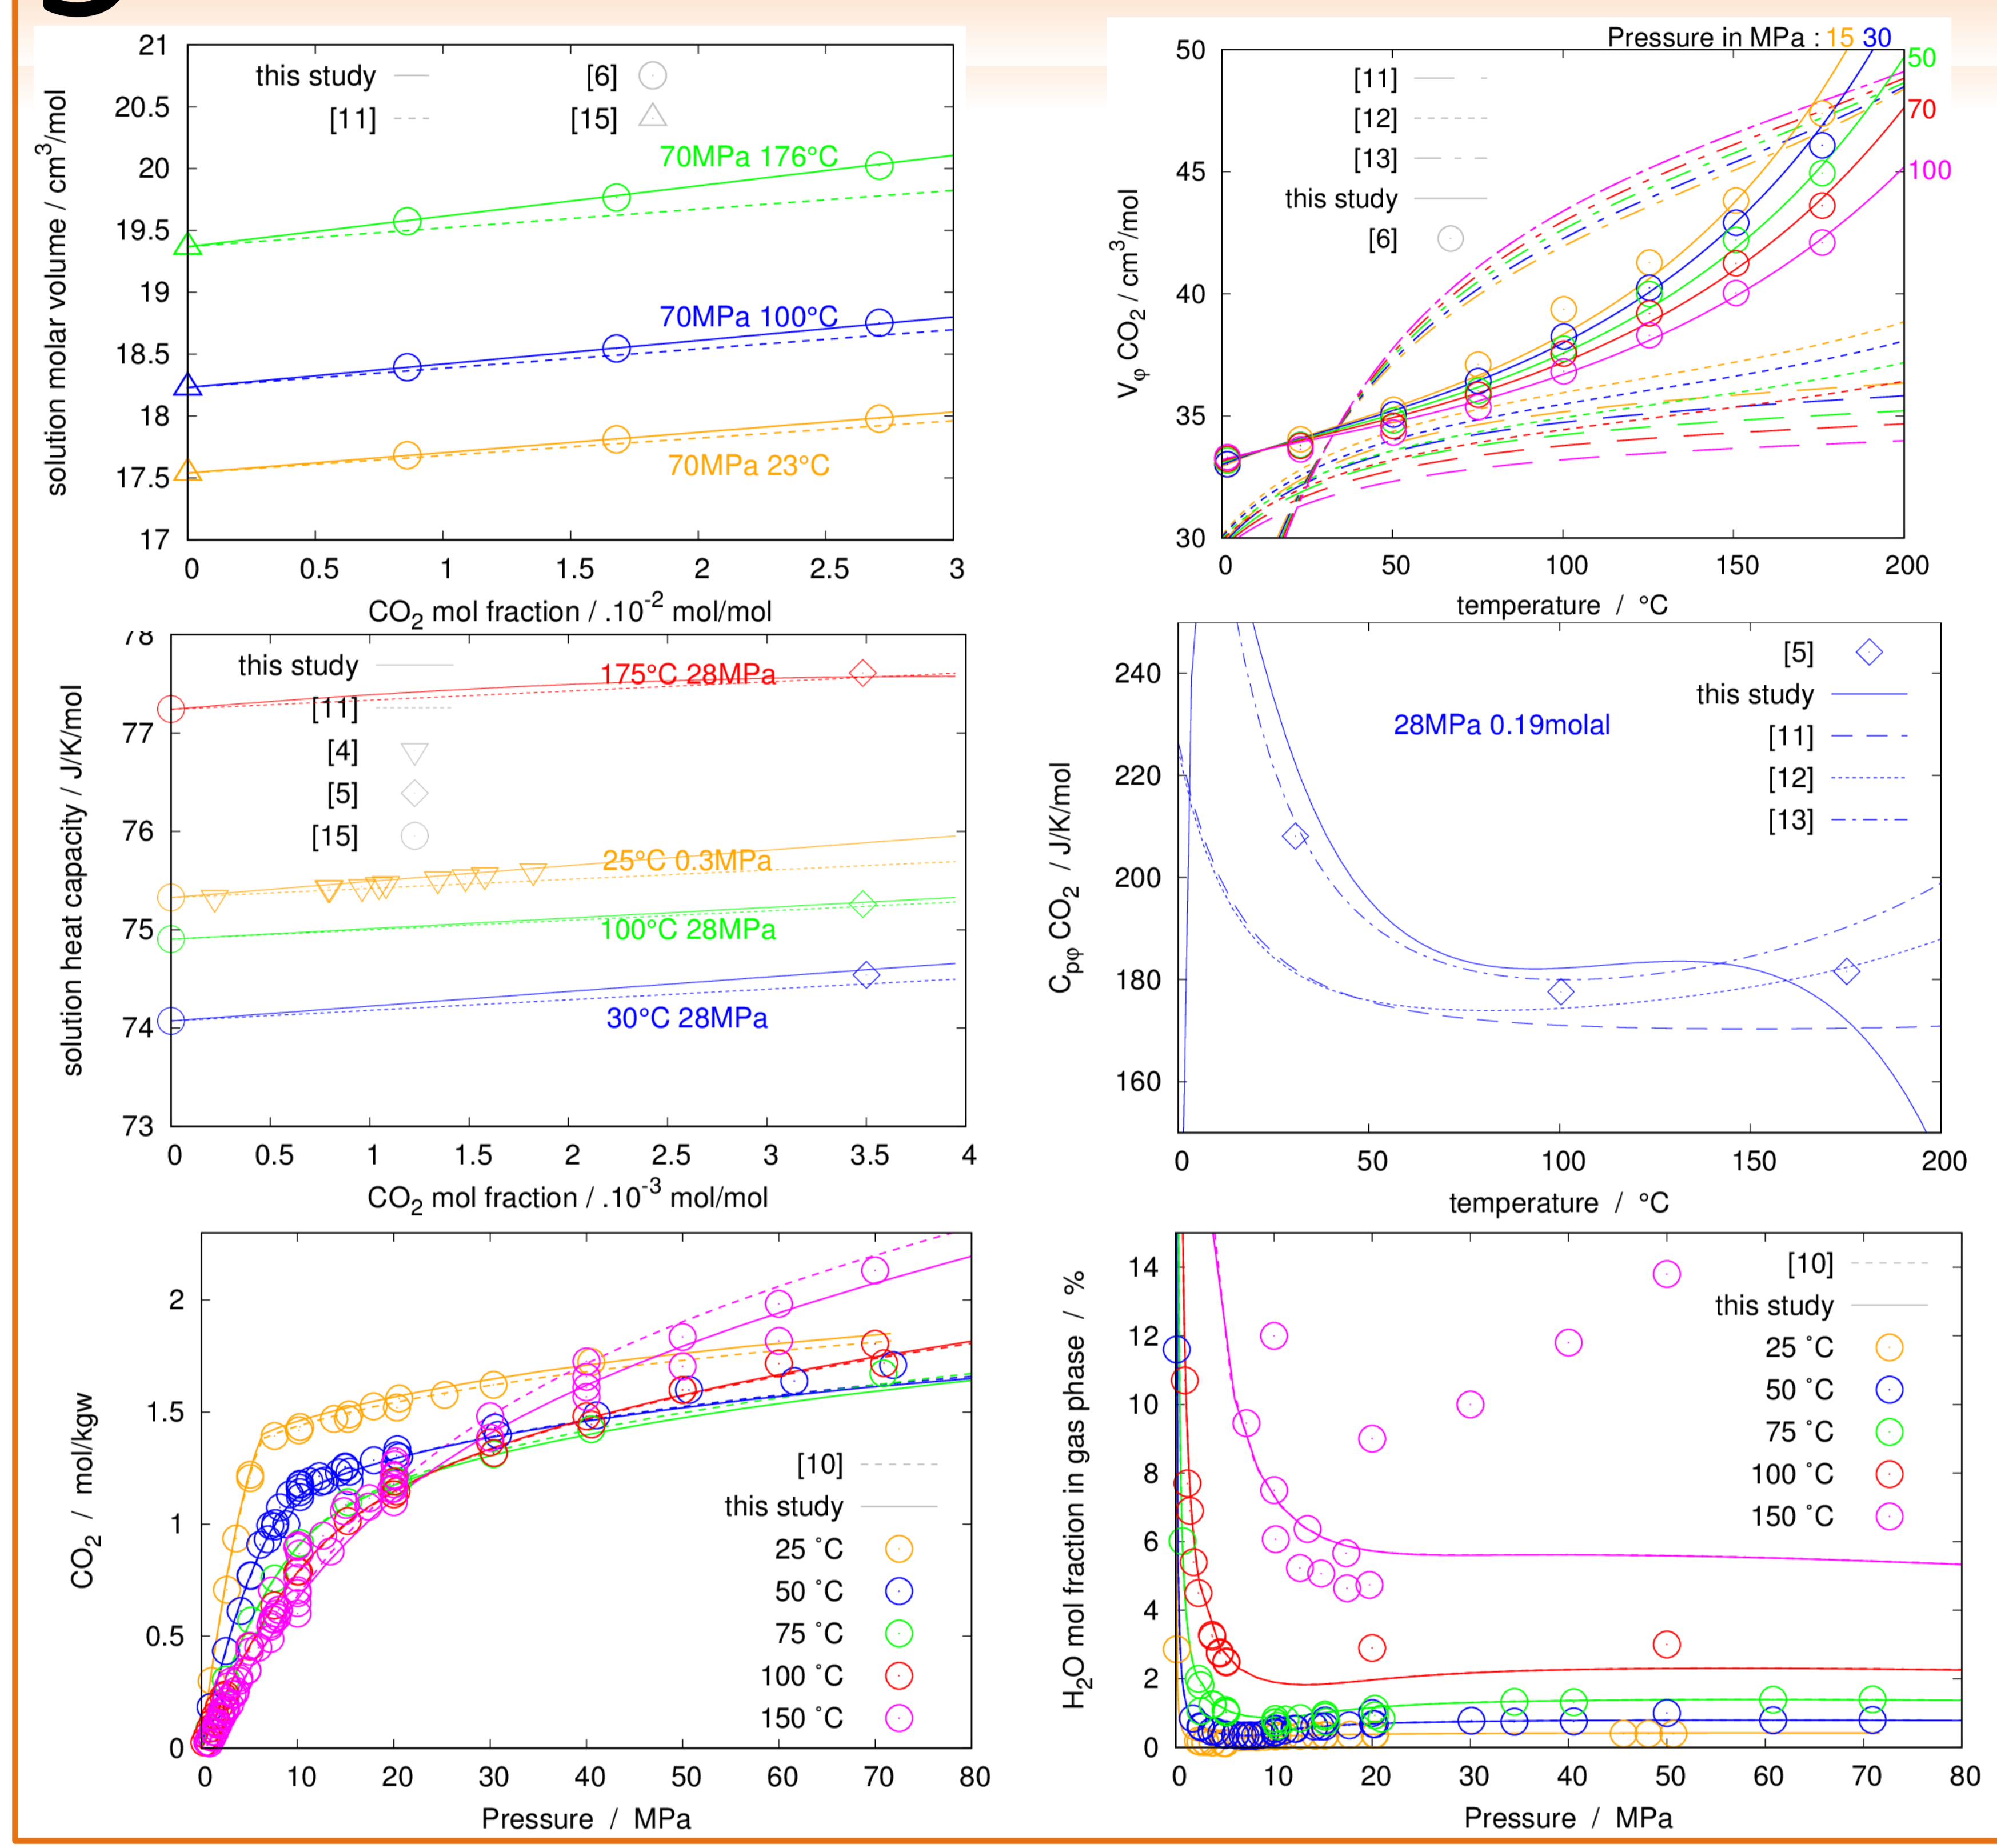 21
20.5
20
19.5
19
18.5
18
17.5
17
solution molar volume / cm3/mol
this study
[11]
[6]
[15]
70MPa 176°C
70MPa 100°C
70MPa 23°C
0 0.5 1 1.5 2 2.5 3
CO2 mol fraction / .10-2 mol/mol
Pressure in MPa : 15 30
50
70
100
50
45
40
35
30
Vφ CO2 / cm3/mol
[11]
[12]
[13]
this study
[6]
0 50 100 150 200
temperature / °C
78
77
76
75
74
73
solution heat capacity / J/K/mol
this study
[11]
[4]
[5]
[15]
175°C 28MPa
25°C 0.3MPa
100°C 28MPa
30°C 28MPa
0 0.5 1 1.5 2 2.5 3 3.5 4
CO2 mol fraction / .10-3 mol/mol
240
220
200
180
160
Cpφ CO2 / J/K/mol
28MPa 0.19molal
[5]
this study
[11]
[12]
[13]
0 50 100 150 200
temperature / °C
2
1.5
1
0.5
0
CO2 / mol/kgw
[10]
this study
25 °C
50 °C
75 °C
100 °C
150 °C
0 10 20 30 40 50 60 70 80
Pressure / MPa
14
12
10
8
6
4
2
0
H2O mol fraction in gas phase / %
[10]
this study
25 °C
50 °C
75 °C
100 °C
150 °C
0 10 20 30 40 50 60 70 80
Pressure / MPa